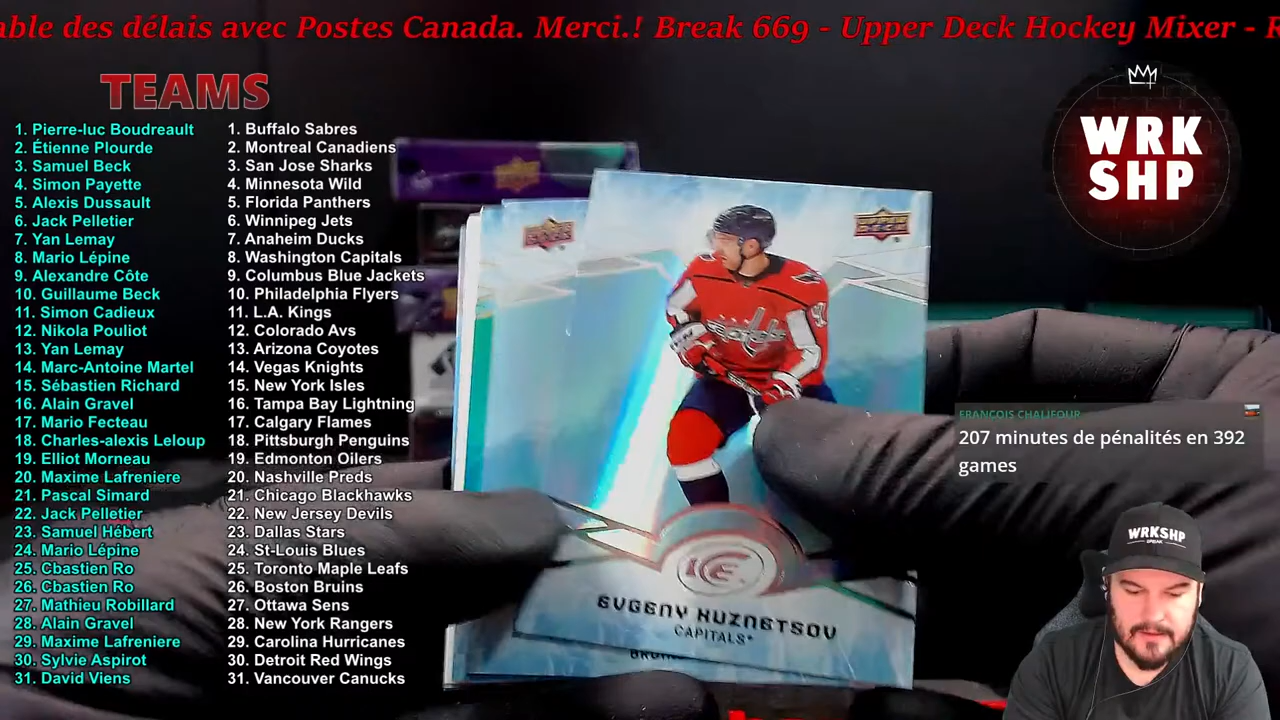 able des délais avec Postes Canada. Merci.! Break 669 - Upper Deck Hockey Mixer -
TEAMS
1. Pierre-luc Boudreault
2. Étienne Plourde
3. Samuel Beck
4. Simon Payette
5. Alexis Dussault
6. Jack Pelletier
7. Yan Lemay
8. Mario Lépine
9. Alexandre Côte
10. Guillaume Beck
11. Simon Cadieux
12. Nikola Pouliot
13. Yan Lemay
14. Marc-Antoine Martel
15. Sébastien Richard
16. Alain Gravel
17. Mario Fecteau
18. Charles-alexis Leloup
19. Elliot Morneau
20. Maxime Lafreniere
21. Pascal Simard
22. Jack Pelletier
23. Samuel Hébert
24. Mario Lépine
25. Cbastien Ro
26. Cbastien Ro
27. Mathieu Robillard
28. Alain Gravel
29. Maxime Lafreniere
30. Sylvie Aspirot
31. David Viens
1. Buffalo Sabres
2. Montreal Canadiens
3. San Jose Sharks
4. Minnesota Wild
5. Florida Panthers
6. Winnipeg Jets
7. Anaheim Ducks
8. Washington Capitals
9. Columbus Blue Jackets
10. Philadelphia Flyers
11. L.A. Kings
12. Colorado Avs
13. Arizona Coyotes
14. Vegas Knights
15. New York Isles
16. Tampa Bay Lightning
17. Calgary Flames
18. Pittsburgh Penguins
19. Edmonton Oilers
20. Nashville Preds
21. Chicago Blackhawks
22. New Jersey Devils
23. Dallas Stars
24. St-Louis Blues
25. Toronto Maple Leafs
26. Boston Bruins
27. Ottawa Sens
28. New York Rangers
29. Carolina Hurricanes
30. Detroit Red Wings
31. Vancouver Canucks
ICE
EVGENY KUZNETSOV
CAPITALS
WRK
SHP
FRANÇOIS CHALIFOUR
207 minutes de pénalités en 392
games
WRKSHP